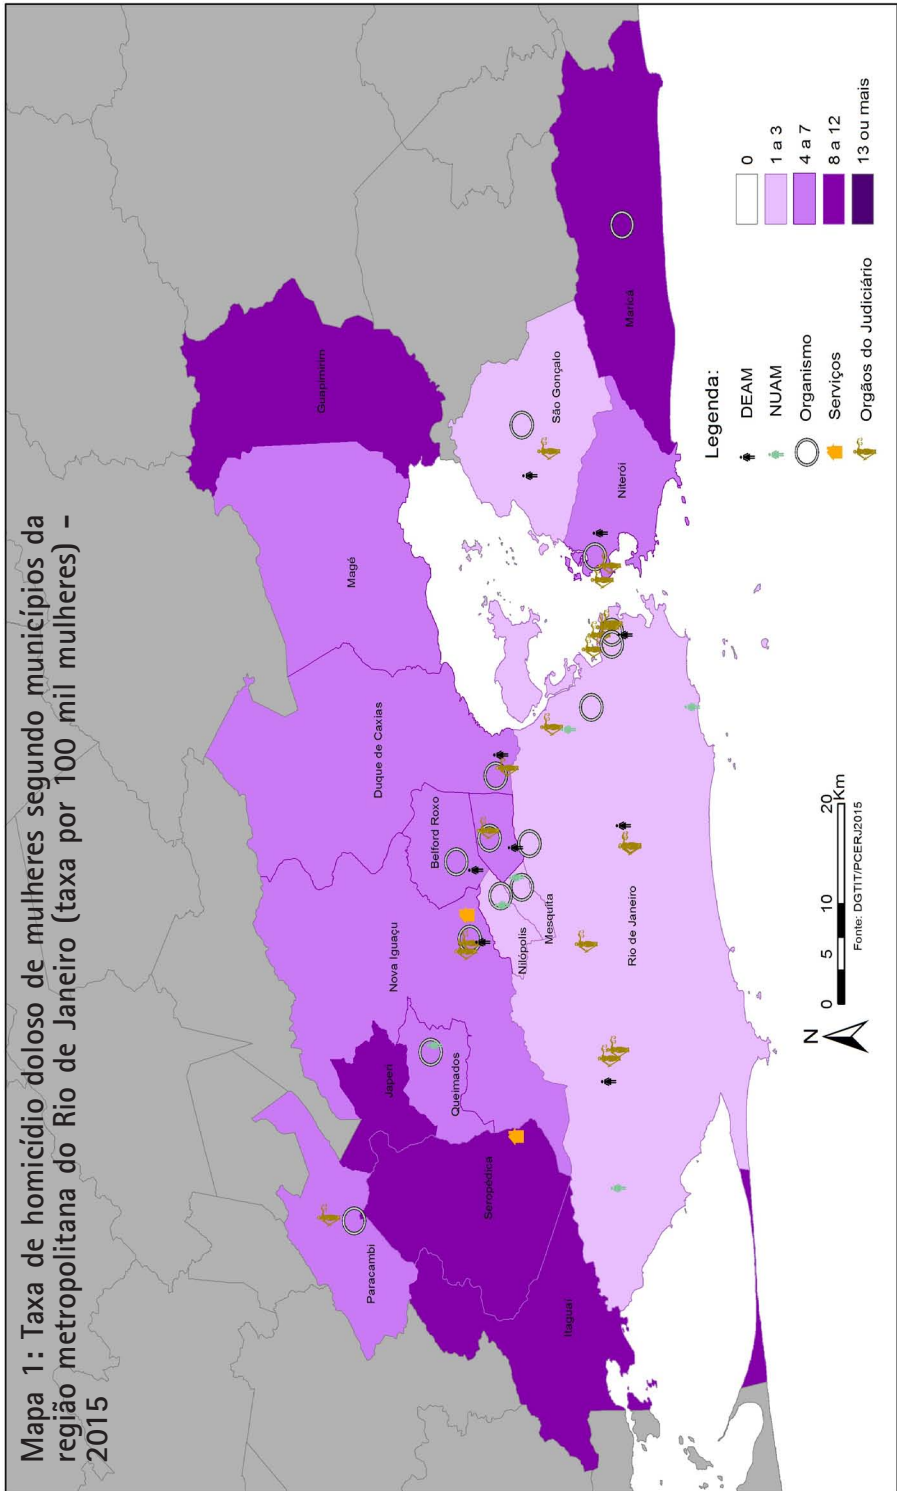 Mapa 1: Taxa de homicídio doloso de mulheres segundo municípios da
região metropolitana do Rio de Janeiro (taxa por 100 mil mulheres) –
2015
Paracambi
Japeri
Queimados
Seropédica
Itaguaí
Nova Iguaçu
Belford Roxo
Duque de Caxias
Magé
Guapimirim
Nilópolis
Mesquita
Rio de Janeiro
São Gonçalo
Niterói
Maricá
N
0 5 10 20
Km
Fonte: DGTIT/PCERJ2015
Legenda:
DEAM
NUAM
Organismo
Serviços
Orgãos do Judiciário
0
1 a 3
4 a 7
8 a 12
13 ou mais